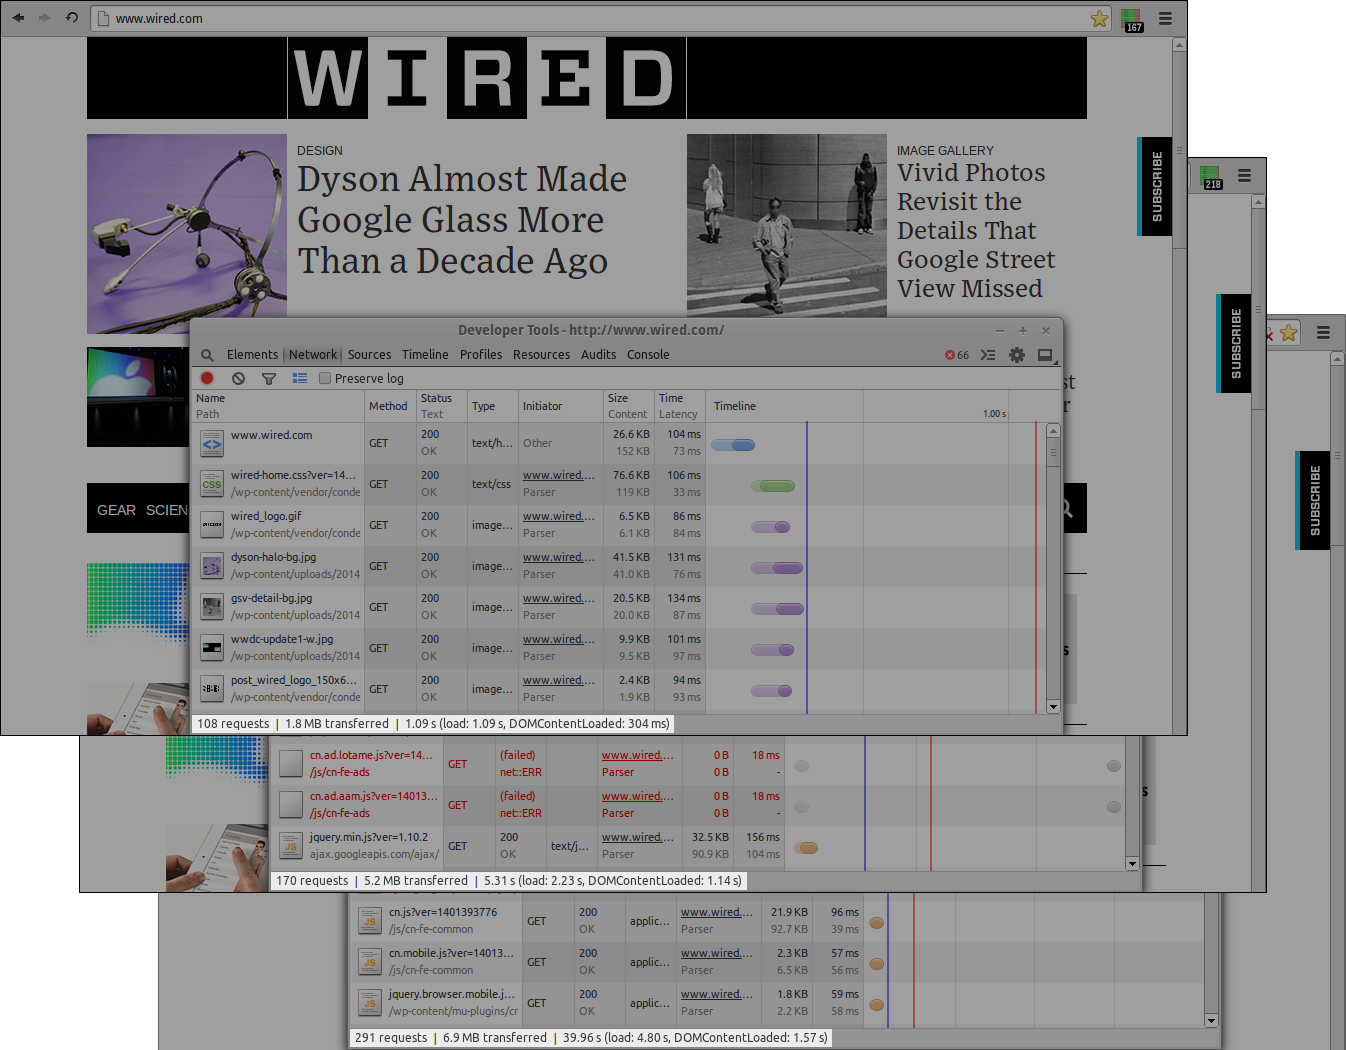 www.wired.com
167
WIRED
DESIGN
Dyson Almost Made
Google Glass More
Than a Decade Ago
IMAGE GALLERY
Vivid Photos
Revisit the
Details That
Google Street
View Missed
SUBSCRIBE
218
SUBSCRIBE
SUBSCRIBE
GEAR SCIEN
Developer Tools - http://www.wired.com/
Elements Network Sources Timeline Profiles Resources Audits Console 66
Preserve log
Name Path Method Status Text Type Initiator Size Content Time Latency Timeline 1.00 s
www.wired.com GET 200 OK text/h... Other 26.6 KB 152 KB 104 ms 73 ms
wired-home.css?ver=14... /wp-content/vendor/conde GET 200 OK text/css www.wired.... Parser 76.6 KB 119 KB 106 ms 33 ms
wired_logo.gif /wp-content/vendor/conde GET 200 OK image... www.wired.... Parser 6.5 KB 6.1 KB 86 ms 84 ms
dyson-halo-bg.jpg /wp-content/uploads/2014 GET 200 OK image... www.wired.... Parser 41.5 KB 41.0 KB 131 ms 76 ms
gsv-detail-bg.jpg /wp-content/uploads/2014 GET 200 OK image... www.wired.... Parser 20.5 KB 20.0 KB 134 ms 87 ms
wwdc-update1-w.jpg /wp-content/uploads/2014 GET 200 OK image... www.wired.... Parser 9.9 KB 9.5 KB 101 ms 97 ms
post_wired_logo_150x6... /wp-content/vendor/conde GET 200 OK image... www.wired.... Parser 2.4 KB 1.9 KB 94 ms 93 ms
108 requests | 1.8 MB transferred | 1.09 s (load: 1.09 s, DOMContentLoaded: 304 ms)
cn.ad.lotame.js?ver=14... /js/cn-fe-ads GET (failed) net::ERR www.wired.... Parser 0 B 0 B 18 ms -
cn.ad.aam.js?ver=14013... /js/cn-fe-ads GET (failed) net::ERR www.wired.... Parser 0 B 0 B 18 ms -
jquery.min.js?ver=1.10.2 ajax.googleapis.com/ajax/ GET 200 OK text/j... www.wired.... Parser 32.5 KB 90.9 KB 156 ms 104 ms
170 requests | 5.2 MB transferred | 5.31 s (load: 2.23 s, DOMContentLoaded: 1.14 s)
cn.js?ver=1401393776 /js/cn-fe-common GET 200 OK applic... www.wired.... Parser 21.9 KB 92.7 KB 96 ms 39 ms
cn.mobile.js?ver=14013... /js/cn-fe-common GET 200 OK applic... www.wired.... Parser 2.3 KB 6.5 KB 57 ms 56 ms
jquery.browser.mobile.j... /wp-content/mu-plugins/cr GET 200 OK applic... www.wired.... Parser 1.8 KB 2.2 KB 59 ms 58 ms
291 requests | 6.9 MB transferred | 39.96 s (load: 4.80 s, DOMContentLoaded: 1.57 s)